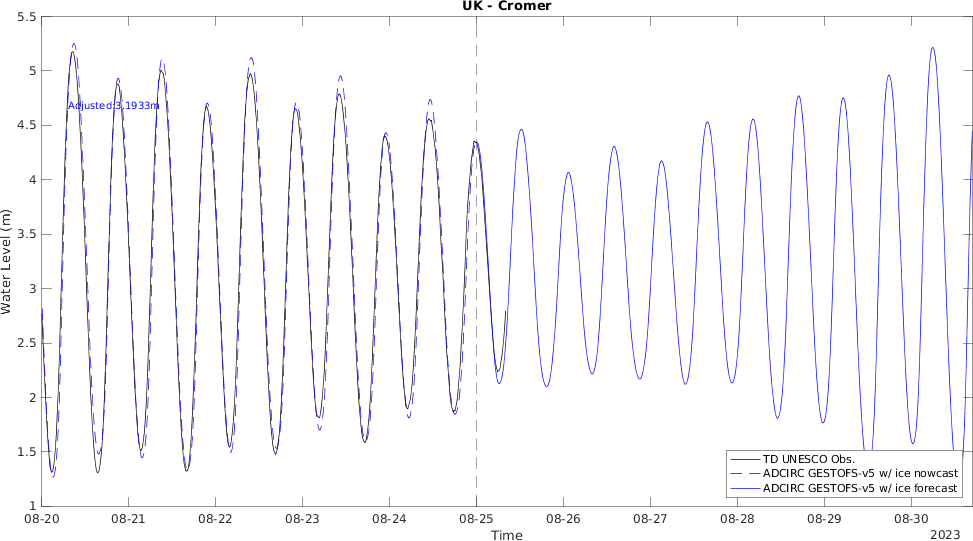 UK - Cromer
5.5
5
4.5
4
3.5
3
2.5
2
1.5
1
Water Level (m)
Adjusted:3.1933m
TD UNESCO Obs.
ADCIRC GESTOFS-v5 w/ ice nowcast
ADCIRC GESTOFS-v5 w/ ice forecast
08-20 08-21 08-22 08-23 08-24 08-25 08-26 08-27 08-28 08-29 08-30
Time
2023